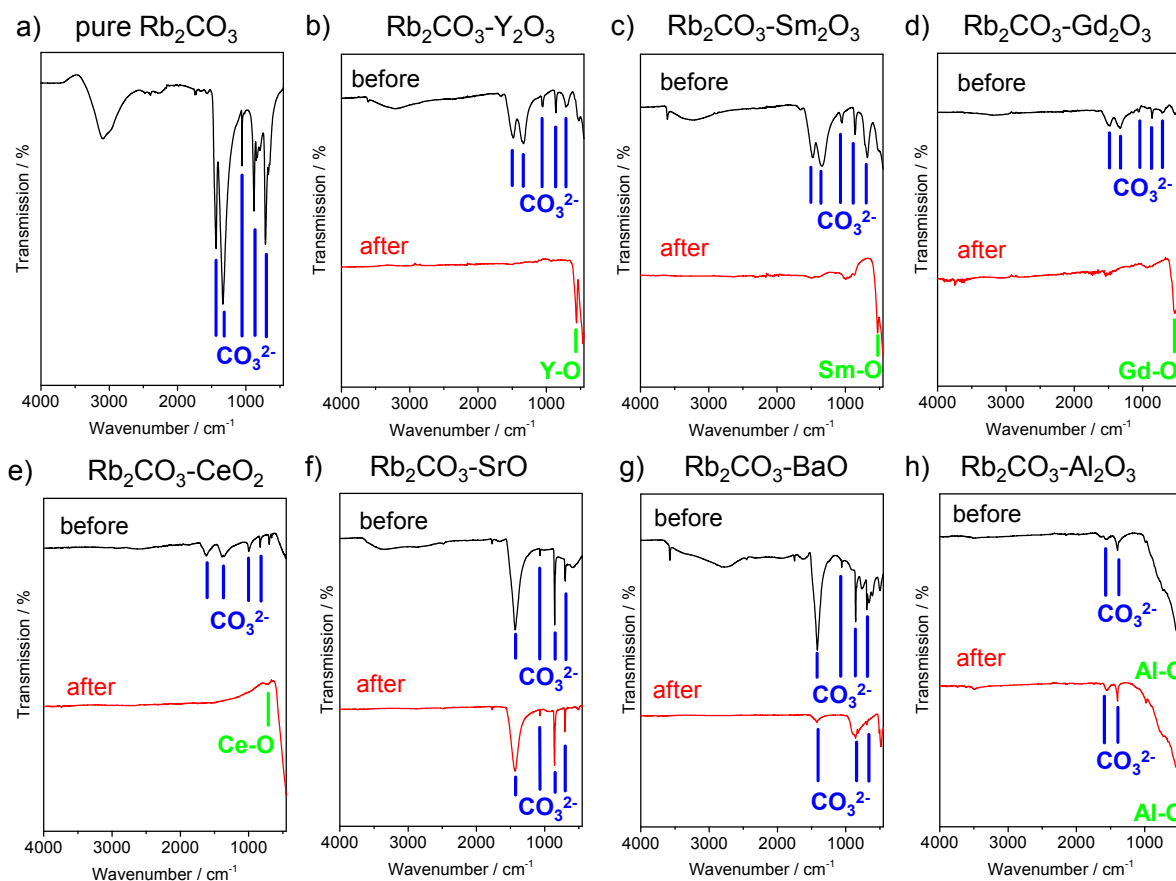 a) pure Rb₂CO₃
Transmission / %
CO₃²⁻
4000 3000 2000 1000
Wavenumber / cm⁻¹
b) Rb₂CO₃-Y₂O₃
before
Transmission / %
CO₃²⁻
after
Y-O
4000 3000 2000 1000
Wavenumber / cm⁻¹
c) Rb₂CO₃-Sm₂O₃
before
Transmission / %
CO₃²⁻
after
Sm-O
4000 3000 2000 1000
Wavenumber / cm⁻¹
d) Rb₂CO₃-Gd₂O₃
before
Transmission / %
CO₃²⁻
after
Gd-O
4000 3000 2000 1000
Wavenumber / cm⁻¹
e) Rb₂CO₃-CeO₂
before
Transmission / %
CO₃²⁻
after
Ce-O
4000 3000 2000 1000
Wavenumber / cm⁻¹
f) Rb₂CO₃-SrO
before
Transmission / %
CO₃²⁻
after
CO₃²⁻
4000 3000 2000 1000
Wavenumber / cm⁻¹
g) Rb₂CO₃-BaO
before
Transmission / %
CO₃²⁻
after
CO₃²⁻
4000 3000 2000 1000
Wavenumber / cm⁻¹
h) Rb₂CO₃-Al₂O₃
before
Transmission / %
CO₃²⁻
Al-O
after
CO₃²⁻
Al-O
4000 3000 2000 1000
Wavenumber / cm⁻¹